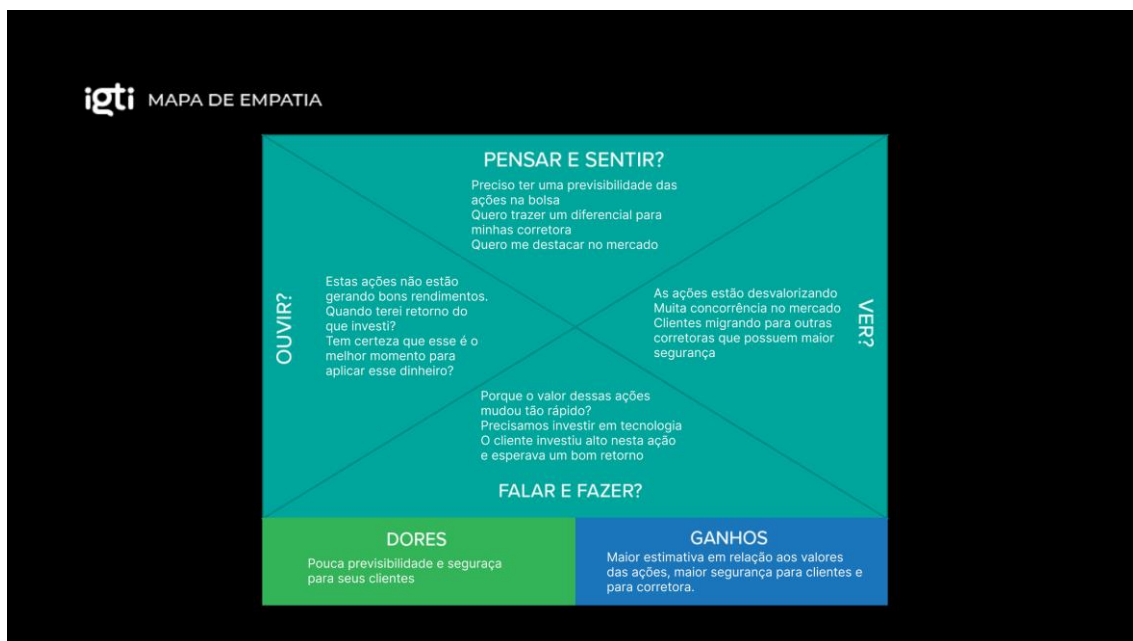 igti MAPA DE EMPATIA
PENSAR E SENTIR?
Preciso ter uma previsibilidade das
ações na bolsa
Quero trazer um diferencial para
minhas corretora
Quero me destacar no mercado
OUVIR?
Estas ações não estão
gerando bons rendimentos.
Quando terei retorno do
que investi?
Tem certeza que esse é o
melhor momento para
aplicar esse dinheiro?
As ações estão desvalorizando
Muita concorrência no mercado
Clientes migrando para outras
corretoras que possuem maior
segurança
VER?
Porque o valor dessas ações
mudou tão rápido?
Precisamos investir em tecnologia
O cliente investiu alto nesta ação
e esperava um bom retorno
FALAR E FAZER?
DORES
Pouca previsibilidade e seguraça
para seus clientes
GANHOS
Maior estimativa em relação aos valores
das ações, maior segurança para clientes e
para corretora.